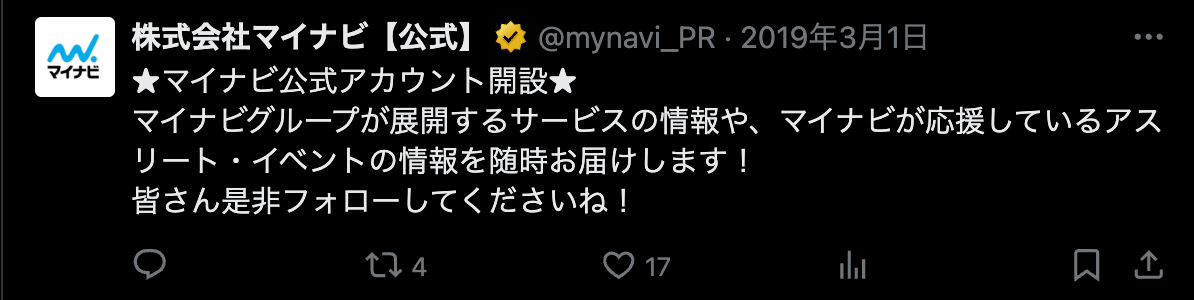 株式会社マイナビ【公式】 @mynavi_PR · 2019年3月1日
マイナビ
★マイナビ公式アカウント開設★
マイナビグループが展開するサービスの情報や、マイナビが応援しているアス
リート・イベントの情報を随時お届けします！
皆さん是非フォローしてくださいね！
4 17